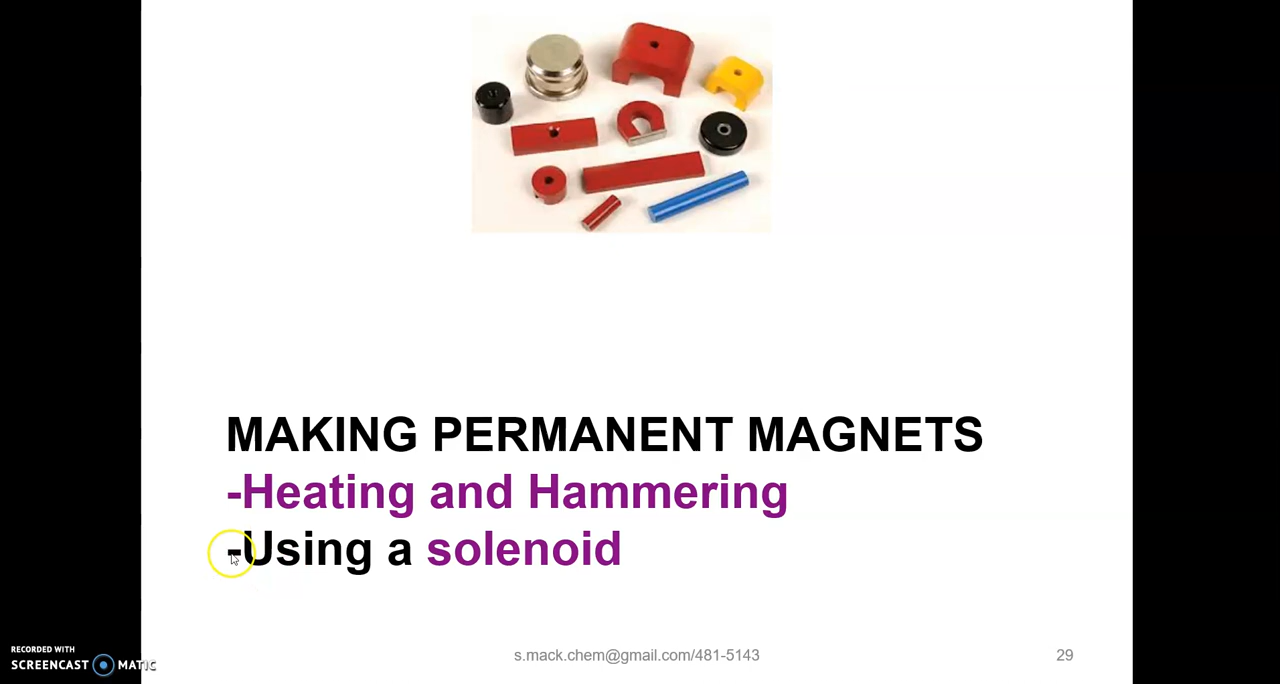 MAKING PERMANENT MAGNETS
-Heating and Hammering
-Using a solenoid
RECORDED WITH
SCREENCAST MATIC
s.mack.chem@gmail.com/481-5143
29